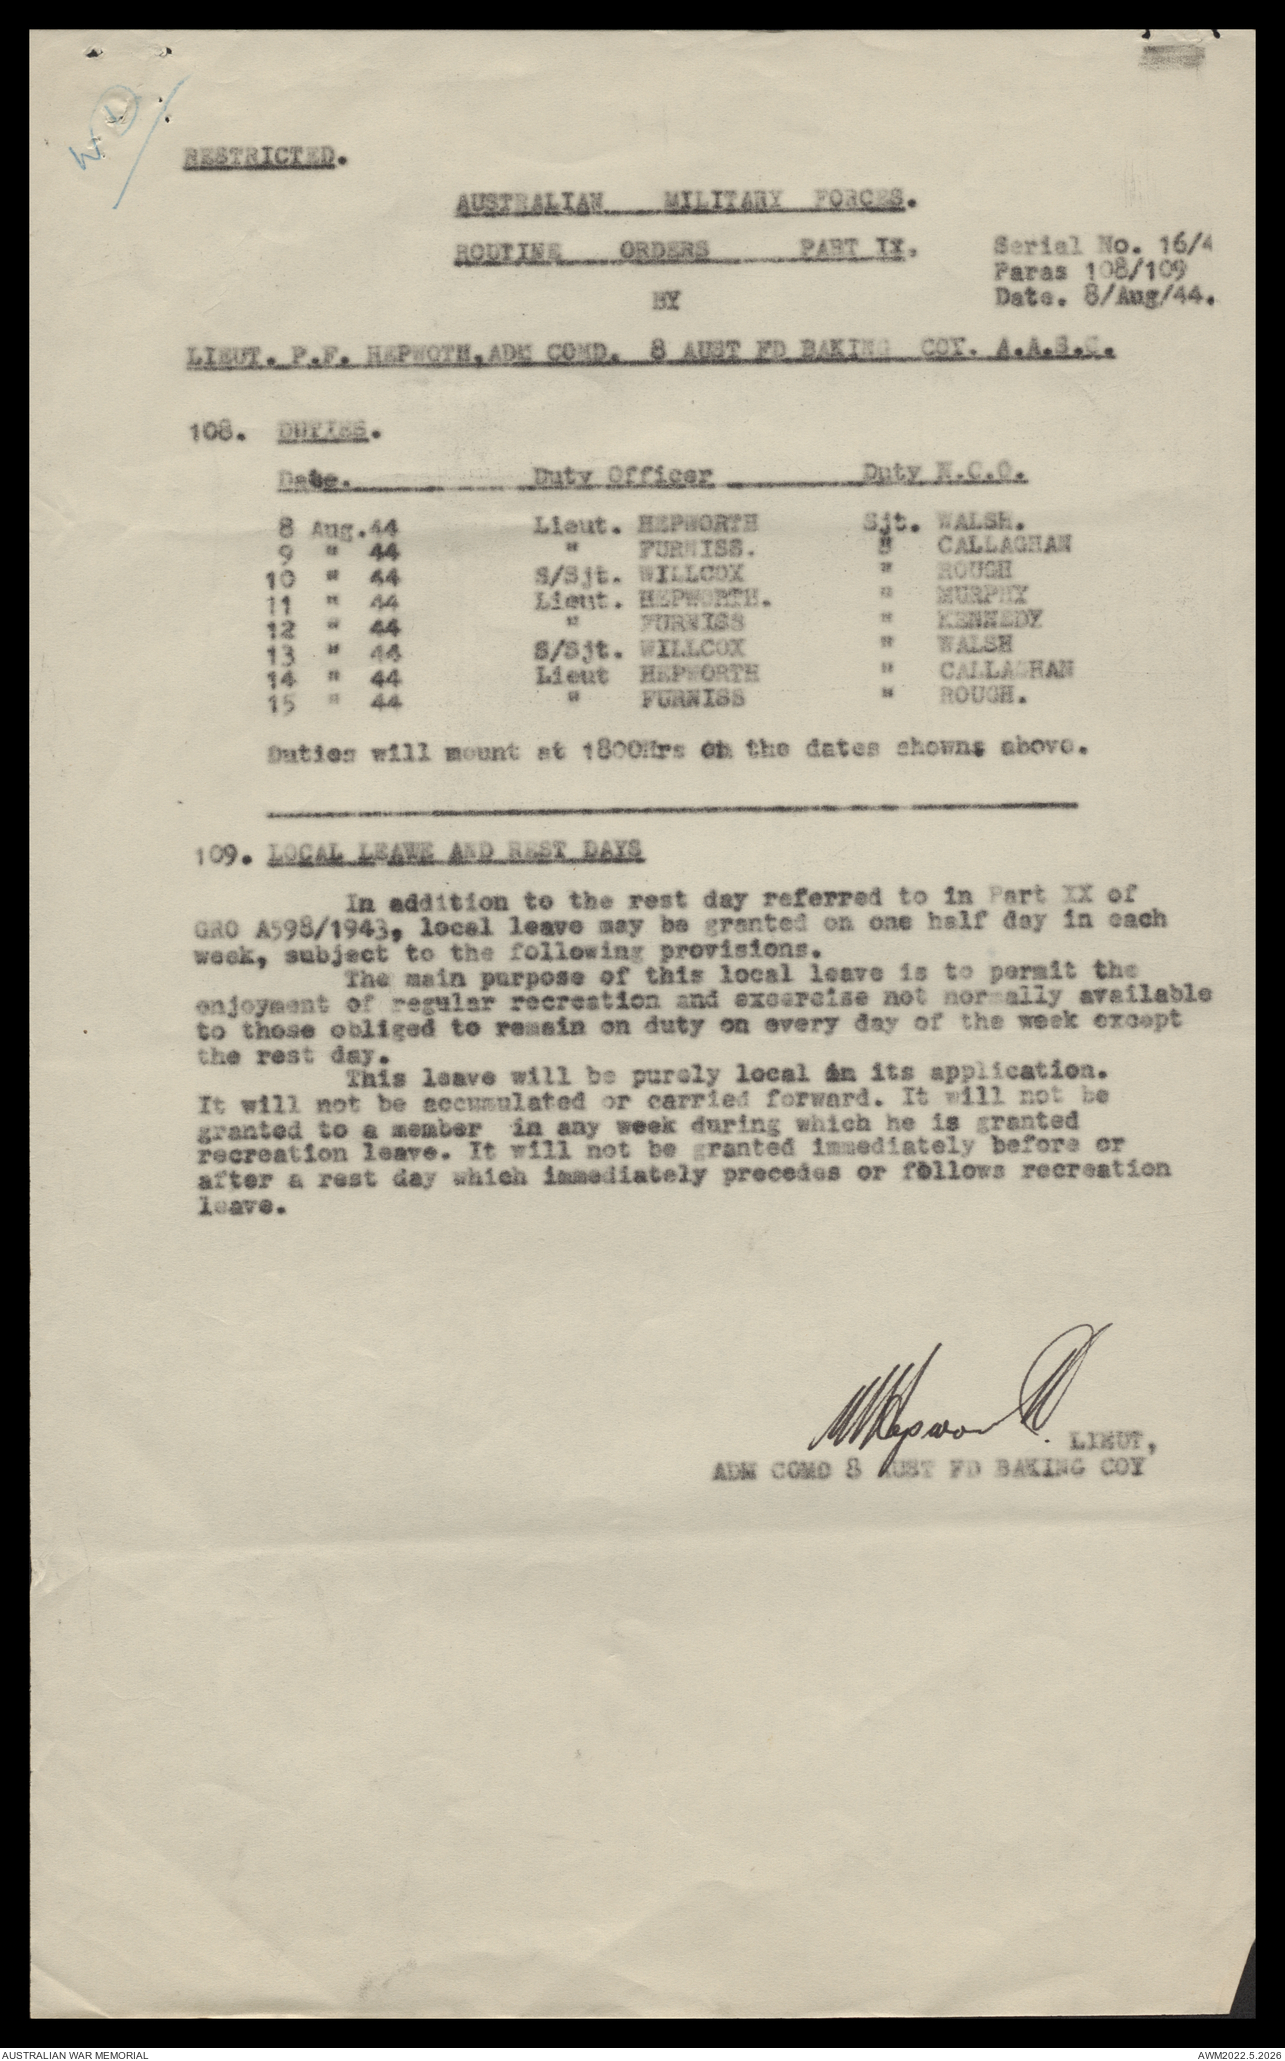 RESTRICTED.
AUSTRALIAN MILITARY FORCES.
ROUTINE ORDERS PART IX.
Serial No. 16/4
Paras 108/109
Date. 8/Aug/44.
BY
LIEUT. P.F. HEPWOTH, ADM COMD. 8 AUST FD BAKING COY. A.A.S.C.
108. DUTIES.
Date. Duty Officer Duty N.C.O.
8 Aug.44 Lieut. HEPWORTH Sjt. WALSH.
9 " 44 " FURNISS. " CALLAGHAN
10 " 44 S/Sjt. WILLCOX " ROUGH
11 " 44 Lieut. HEPWORTH. " MURPHY
12 " 44 " FURNISS " KENNEDY
13 " 44 S/Sjt. WILLCOX " WALSH
14 " 44 Lieut HEPWORTH " CALLAGHAN
15 " 44 " FURNISS " ROUGH.
Duties will mount at 1800Hrs on the dates shown above.
109. LOCAL LEAVE AND REST DAYS
In addition to the rest day referred to in Part XX of
GRO A598/1943, local leave may be granted on one half day in each
week, subject to the following provisions.
The main purpose of this local leave is to permit the
enjoyment of regular recreation and excercise not normally available
to those obliged to remain on duty on every day of the week except
the rest day.
This leave will be purely local in its application.
It will not be accumulated or carried forward. It will not be
granted to a member in any week during which he is granted
recreation leave. It will not be granted immediately before or
after a rest day which immediately precedes or follows recreation
leave.
Hepworth LIEUT,
ADM COMD 8 AUST FD BAKING COY
AUSTRALIAN WAR MEMORIAL AWM2022.5.2026